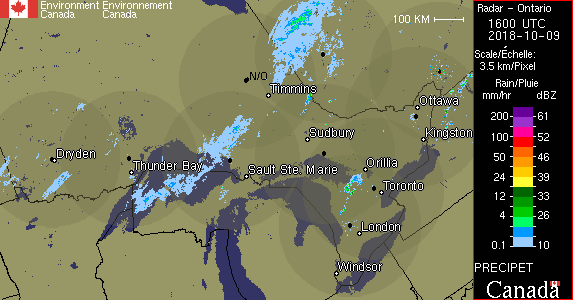 Environment Environnement
Canada Canada
100 KM
N/O
Timmins
Ottawa
Sudbury
Kingston
Dryden
Thunder Bay
Sault Ste. Marie
Orillia
Toronto
London
Windsor
Radar - Ontario
1600 UTC
2018-10-09
Scale/Échelle:
3.5 km/Pixel
Rain/Pluie
mm/hr dBZ
200 61
100 52
50 46
24 39
12 33
4 26
0.1 10
PRECIPET
Canada